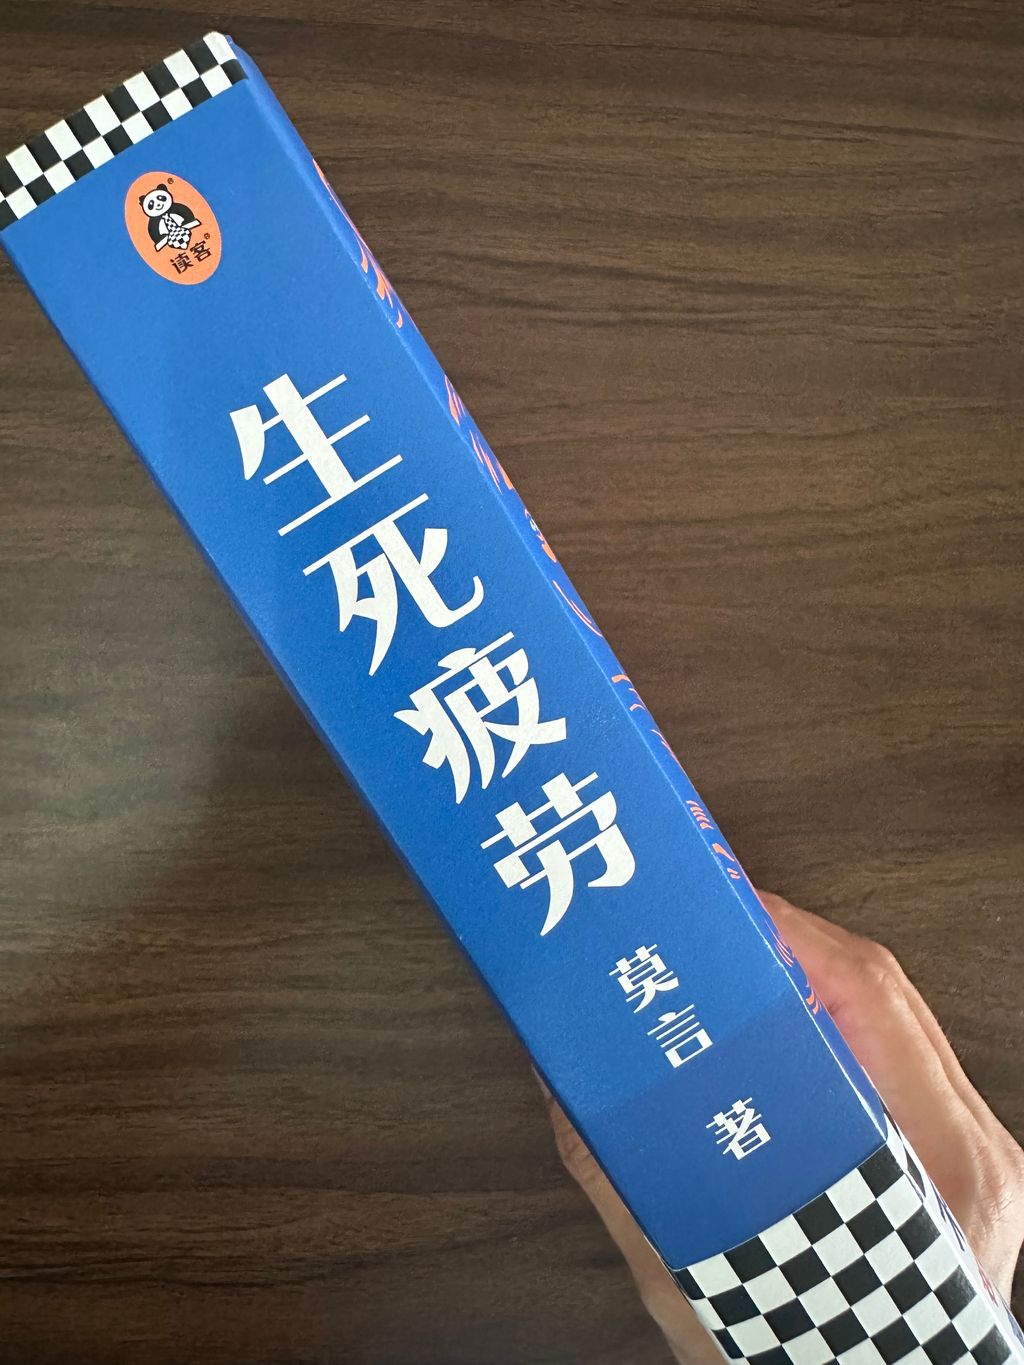 读客
生死疲劳
莫言 著